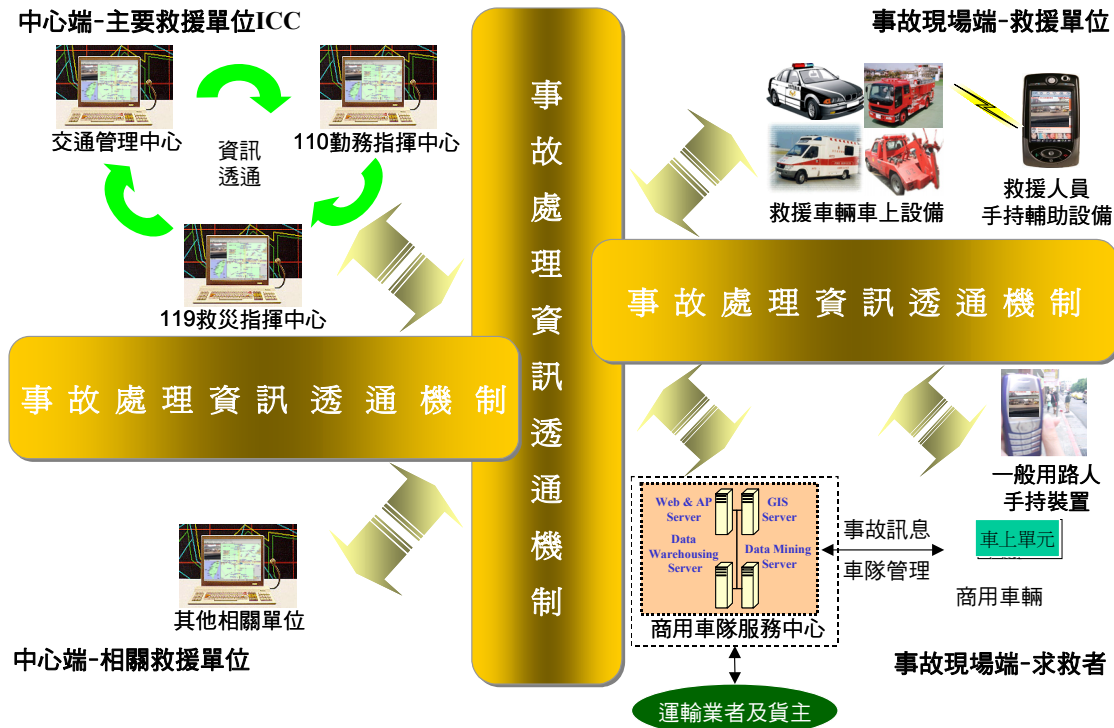 中心端-主要救援單位ICC
交通管理中心
110勤務指揮中心
資訊
透通
119救災指揮中心
事故處理資訊透通機制
事故處理資訊透通機制
其他相關單位
中心端-相關救援單位
事故現場端-救援單位
救援車輛車上設備
救援人員
手持輔助設備
事故處理資訊透通機制
一般用路人
手持裝置
Web & AP
Server
GIS
Server
Data
Warehousing
Server
Data Mining
Server
商用車隊服務中心
事故訊息
車隊管理
車上單元
商用車輛
事故現場端-求救者
運輸業者及貨主